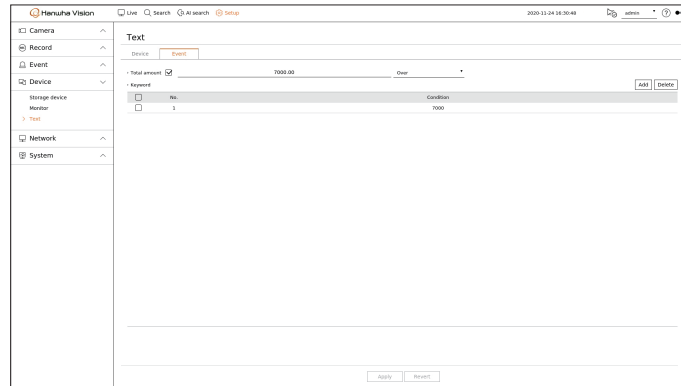 Hanwha Vision Live Search AI search Setup 2020-11-24 16:30:48 admin ?
Camera
Record
Event
Device
Storage device
Monitor
> Text
Network
System
Text
Device Event
• Total amount 7000.00 Over
• Keyword Add Delete
No. Condition
1 7000
Apply Revert